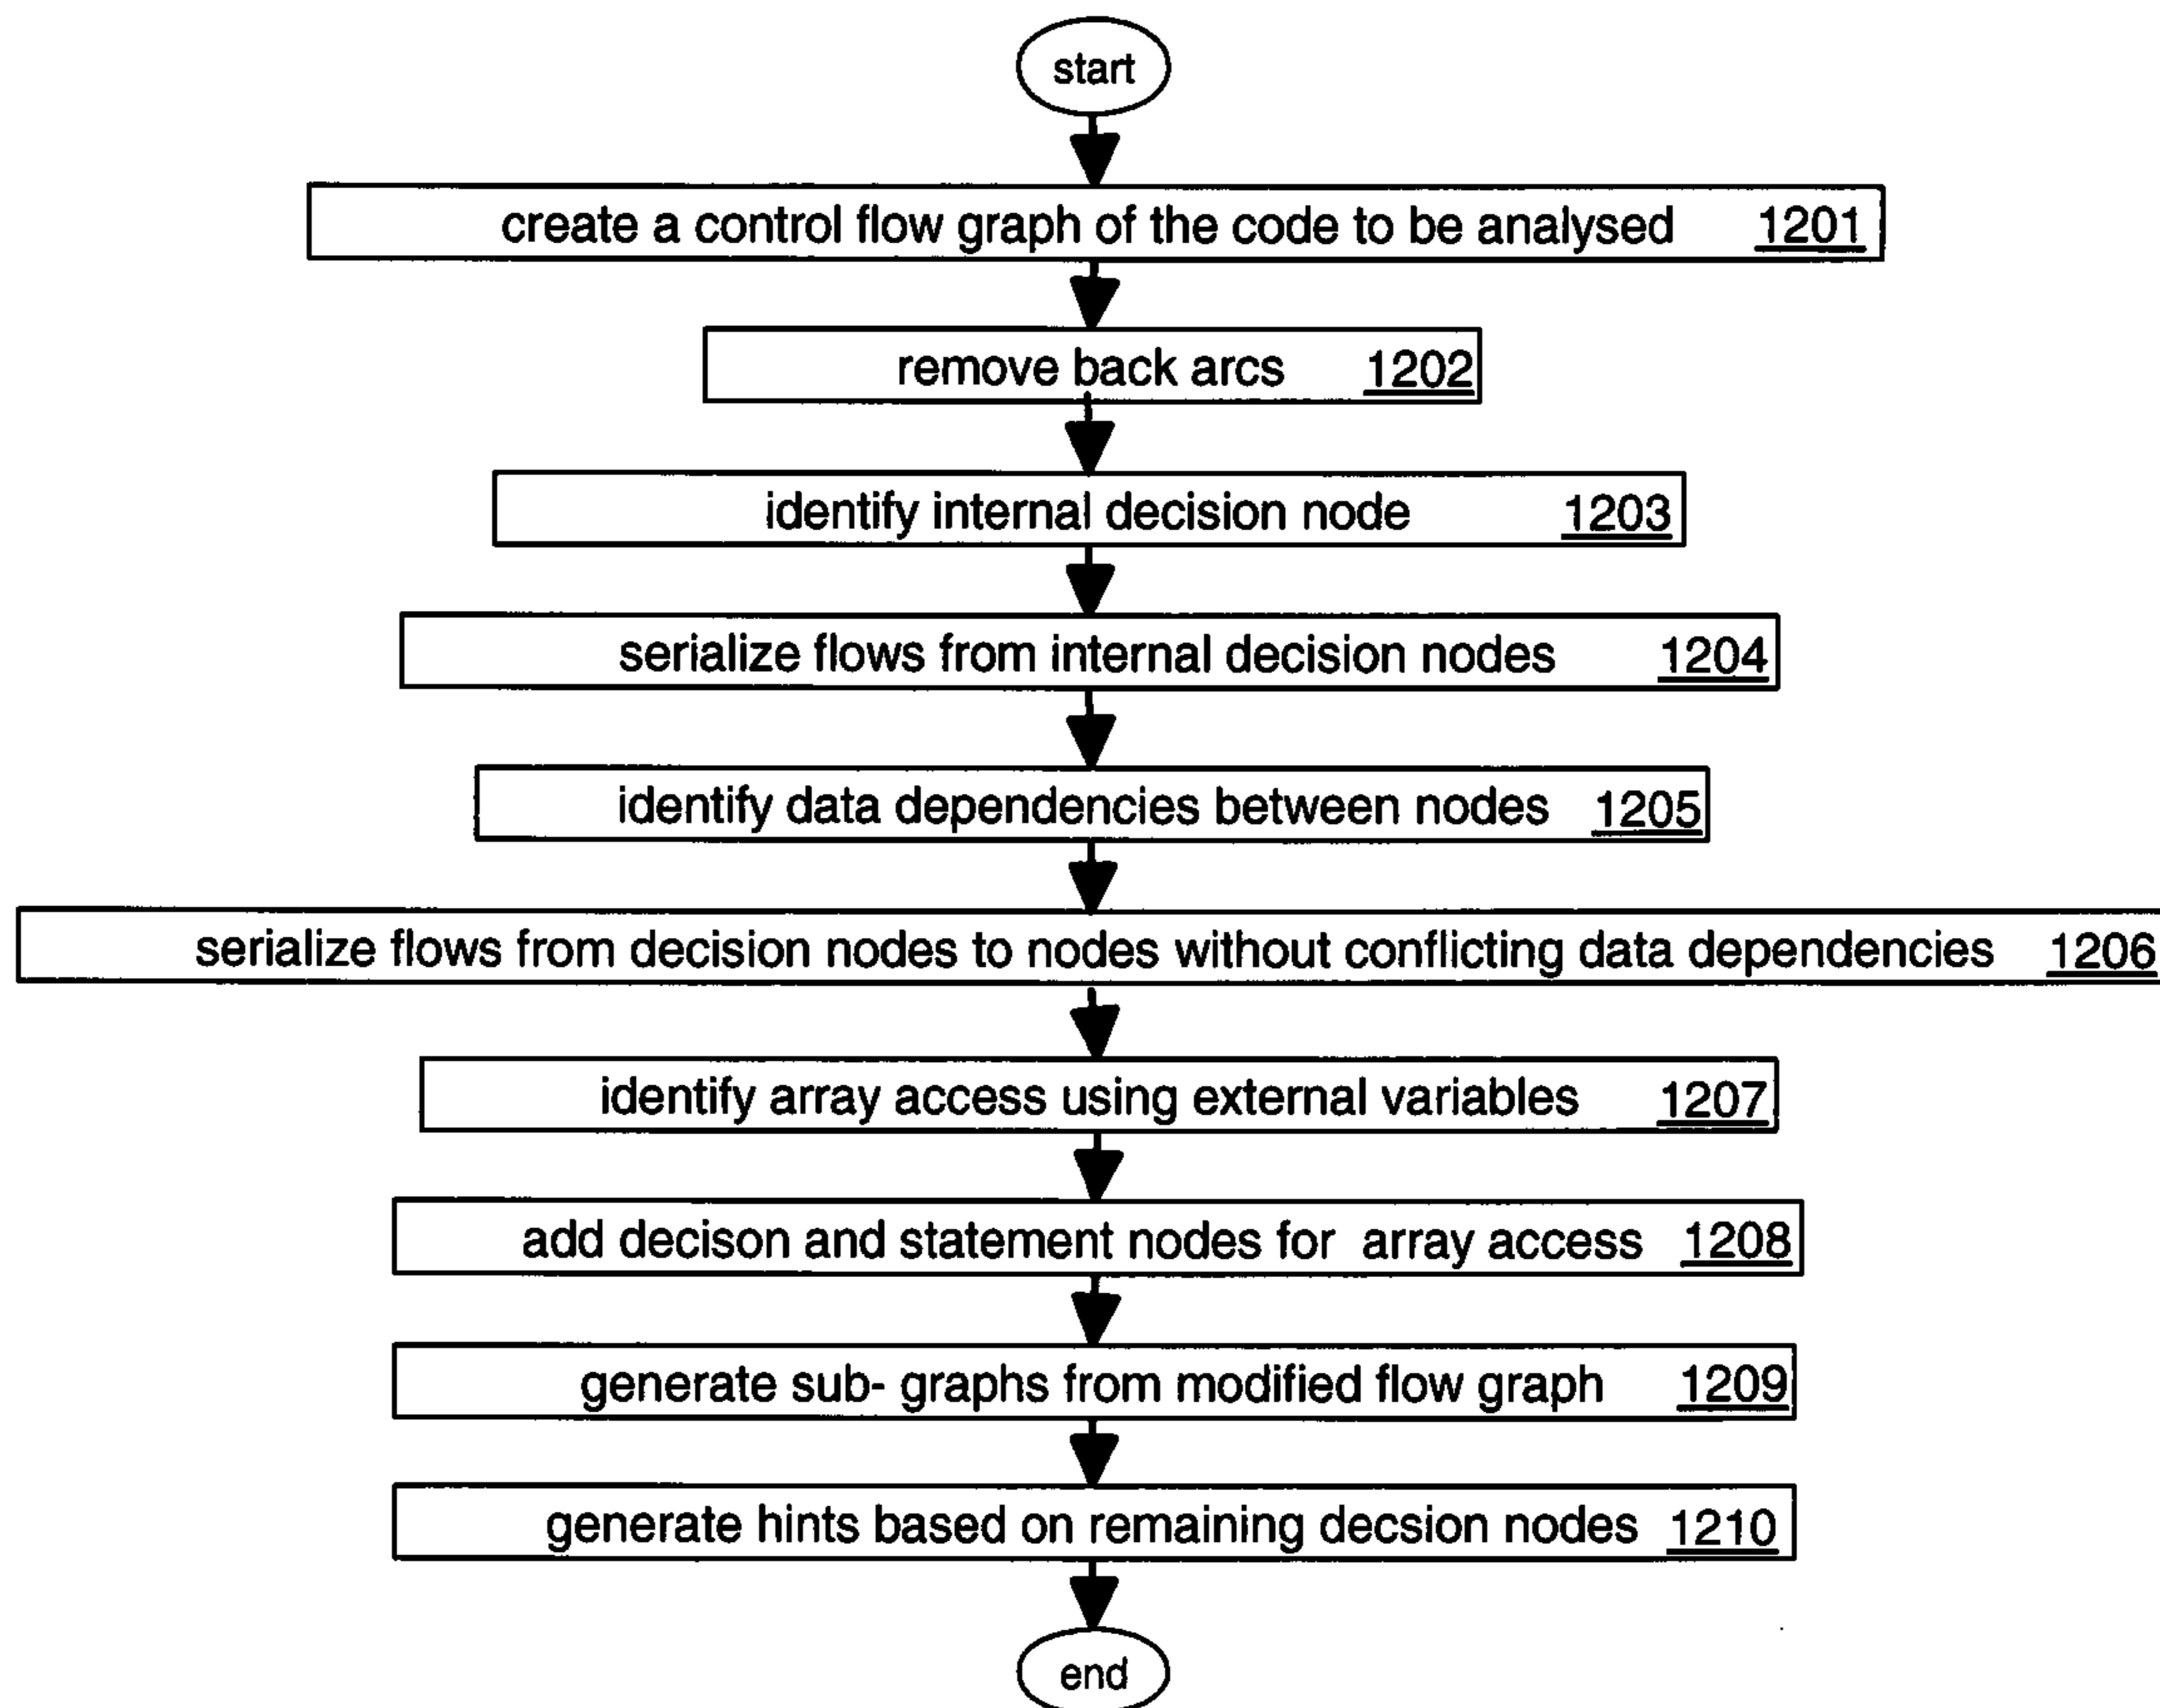 start
create a control flow graph of the code to be analysed 1201
remove back arcs 1202
identify internal decision node 1203
serialize flows from internal decision nodes 1204
identify data dependencies between nodes 1205
serialize flows from decision nodes to nodes without conflicting data dependencies 1206
identify array access using external variables 1207
add decison and statement nodes for array access 1208
generate sub- graphs from modified flow graph 1209
generate hints based on remaining decsion nodes 1210
end